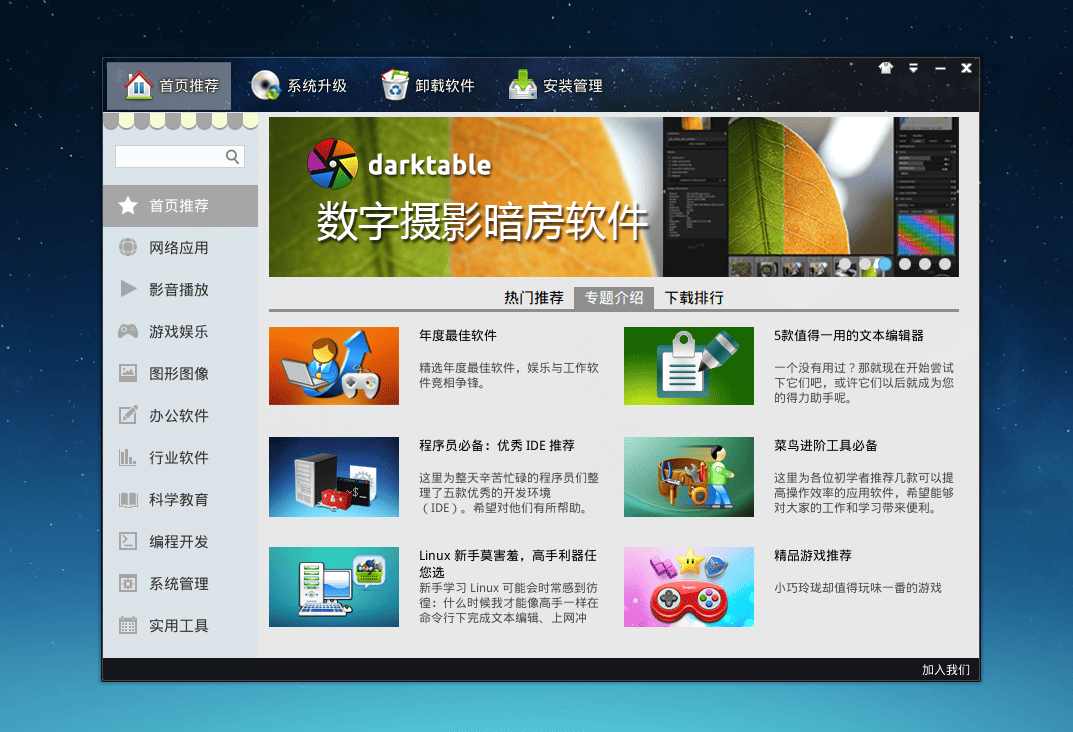 首页推荐
系统升级
卸载软件
安装管理
首页推荐
网络应用
影音播放
游戏娱乐
图形图像
办公软件
行业软件
科学教育
编程开发
系统管理
实用工具
darktable
数字摄影暗房软件
热门推荐
专题介绍
下载排行
年度最佳软件
精选年度最佳软件，娱乐与工作软
件竞相争锋。
5款值得一用的文本编辑器
一个没有用过？那就现在开始尝试
下它们吧，或许它们以后就成为您
的得力助手呢。
程序员必备：优秀 IDE 推荐
这里为整天辛苦忙碌的程序员们整
理了五款优秀的开发环境
（IDE）。希望对他们有所帮助。
菜鸟进阶工具必备
这里为各位初学者推荐几款可以提
高操作效率的应用软件，希望能够
对大家的工作和学习带来便利。
Linux 新手莫害羞，高手利器任
您选
新手学习 Linux 可能会时常感到彷
徨：什么时候我才能像高手一样在
命令行下完成文本编辑、上网冲
精品游戏推荐
小巧玲珑却值得玩味一番的游戏
加入我们